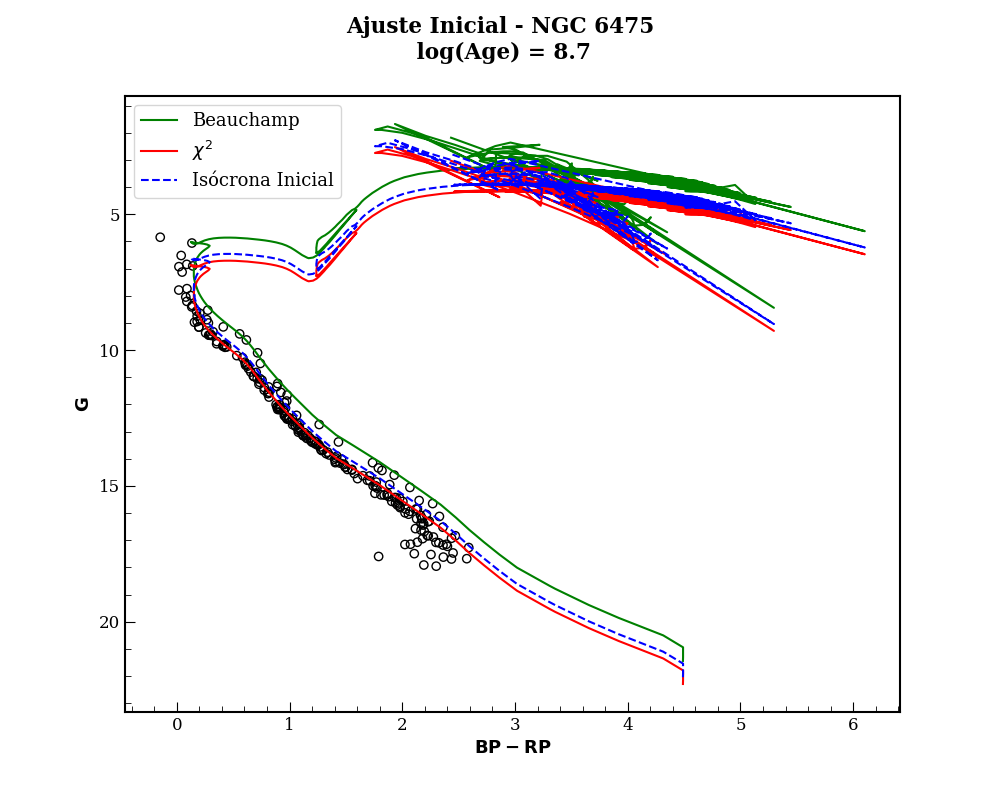 Ajuste Inicial - NGC 6475
log(Age) = 8.7
Beauchamp
χ²
Isócrona Inicial
G
5
10
15
20
0 1 2 3 4 5 6
BP − RP